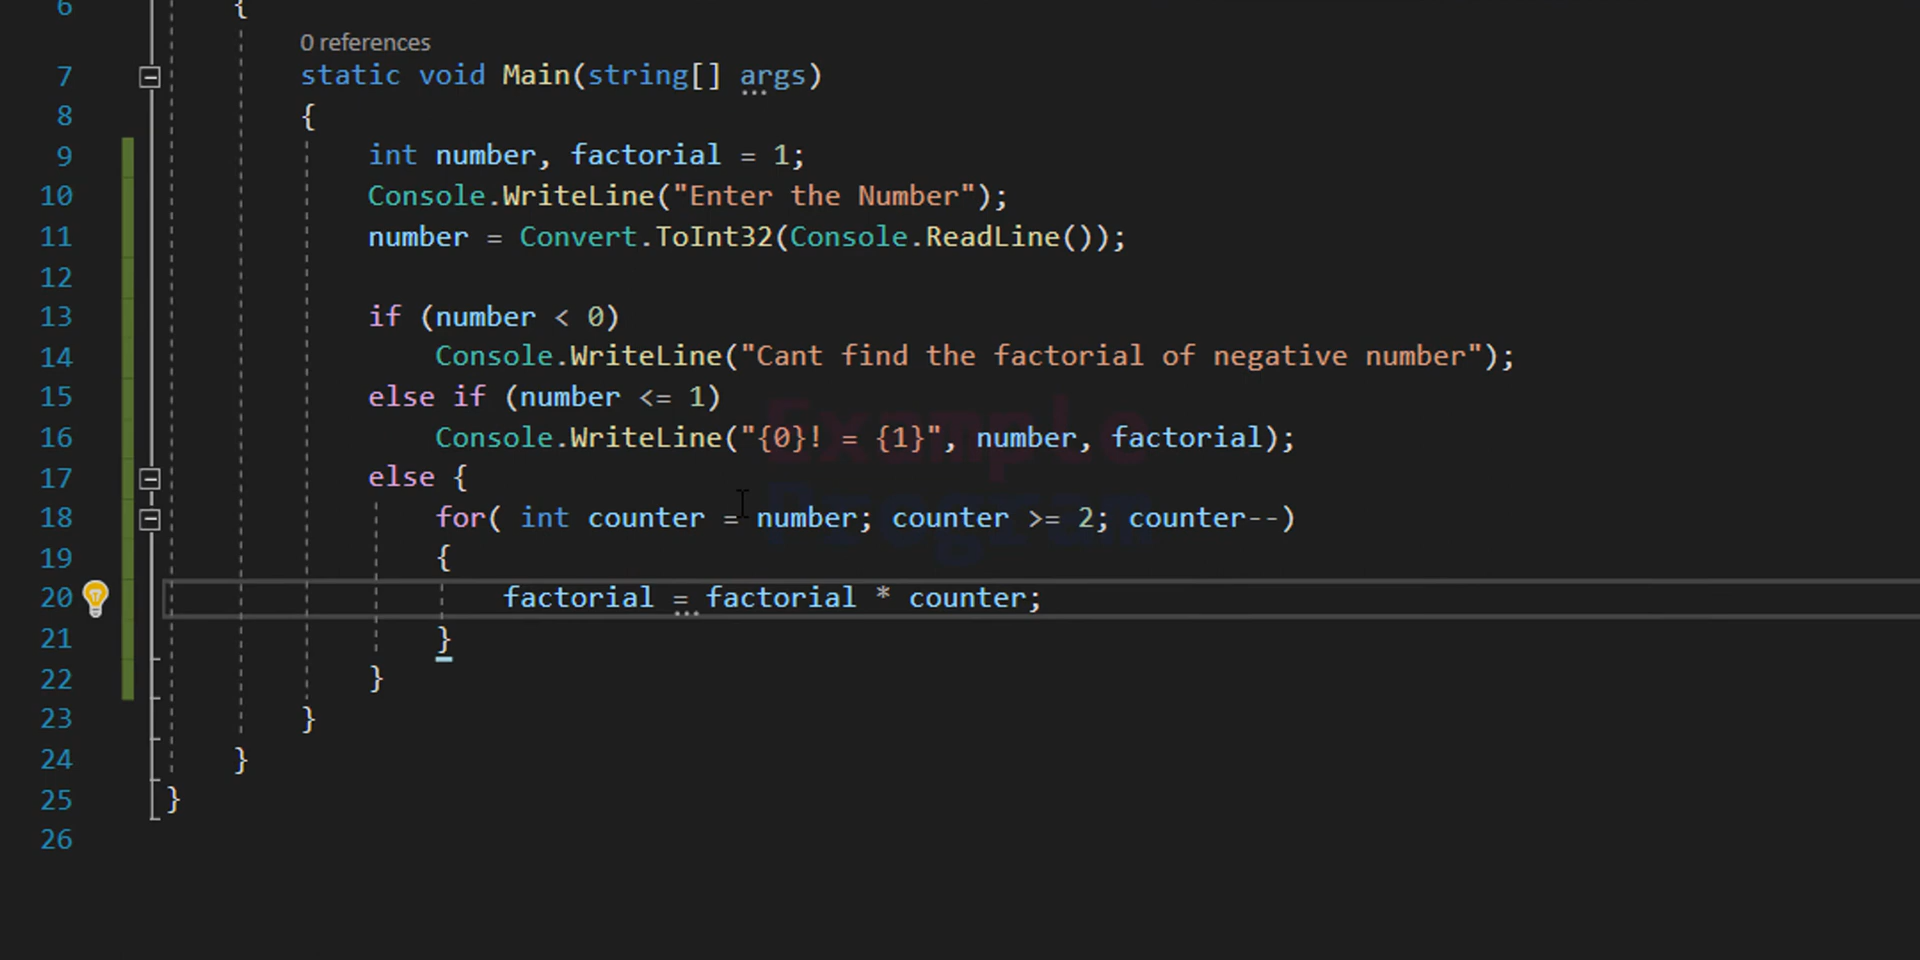 6 {
0 references
7 static void Main(string[] args)
8 {
9 int number, factorial = 1;
10 Console.WriteLine("Enter the Number");
11 number = Convert.ToInt32(Console.ReadLine());
12
13 if (number < 0)
14 Console.WriteLine("Cant find the factorial of negative number");
15 else if (number <= 1)
16 Console.WriteLine("{0}! = {1}", number, factorial);
17 else {
18 for( int counter = number; counter >= 2; counter--)
19 {
20 factorial = factorial * counter;
21 }
22 }
23 }
24 }
25 }
26
Example
Program